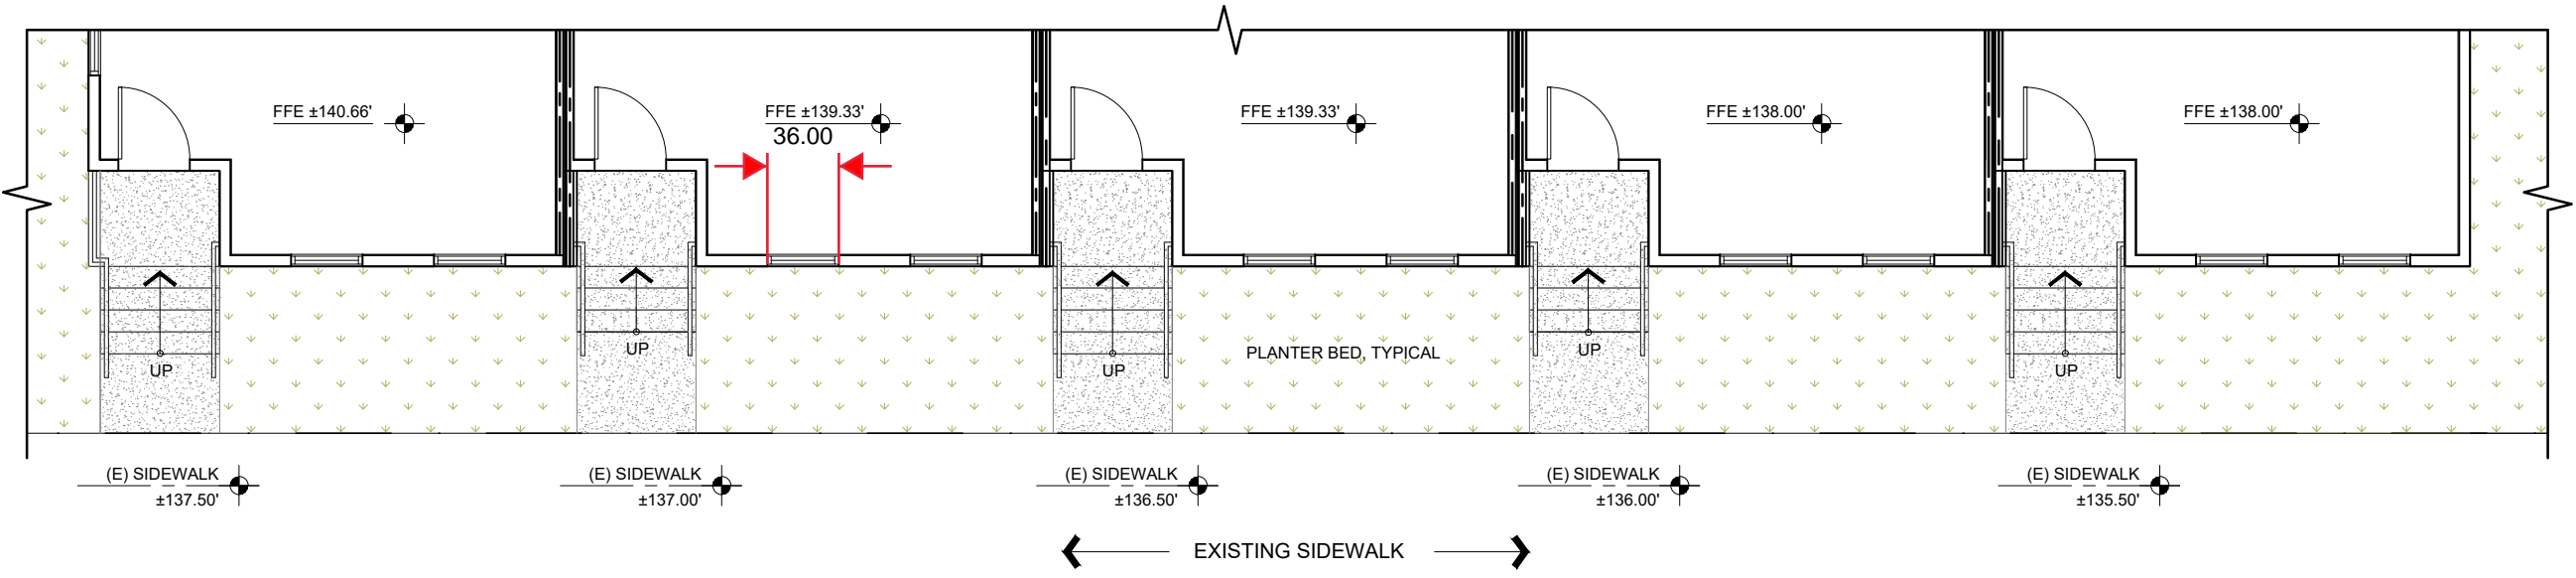 FFE ±140.66'
FFE ±139.33'
36.00
FFE ±139.33'
FFE ±138.00'
FFE ±138.00'
UP
UP
UP
PLANTER BED, TYPICAL
UP
UP
(E) SIDEWALK
±137.50'
(E) SIDEWALK
±137.00'
(E) SIDEWALK
±136.50'
(E) SIDEWALK
±136.00'
(E) SIDEWALK
±135.50'
EXISTING SIDEWALK